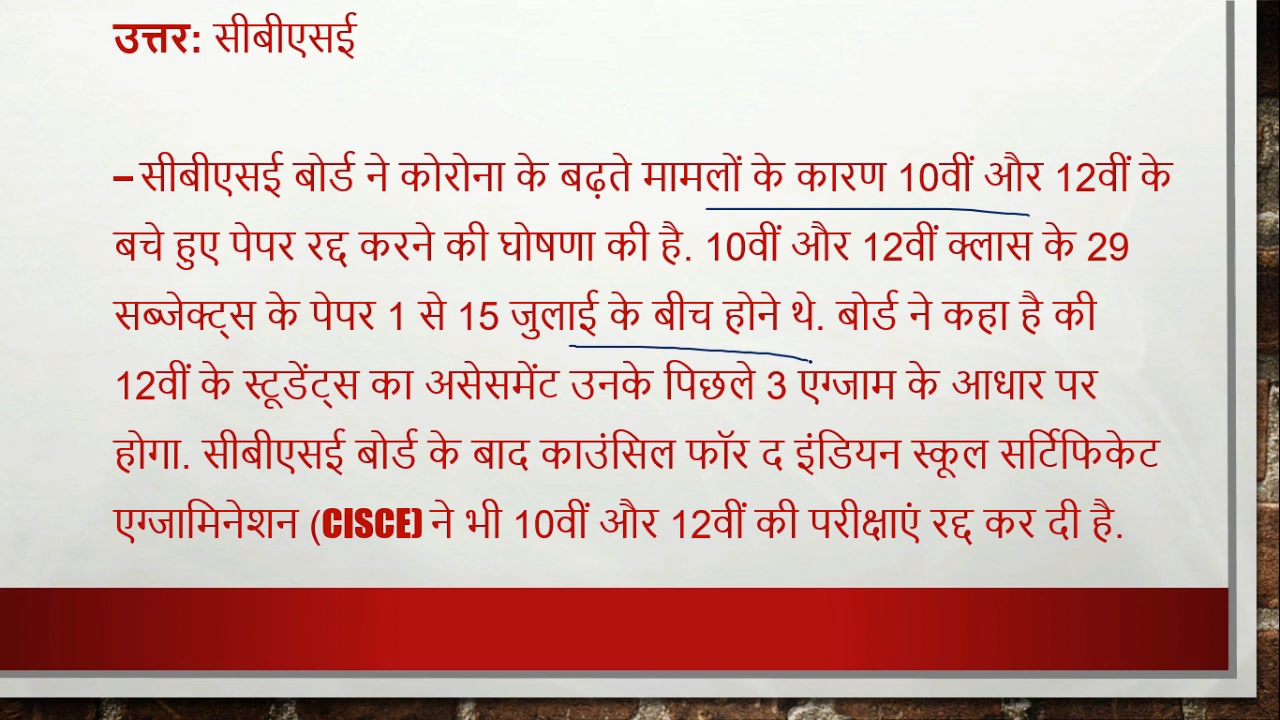 उत्तर: सीबीएसई
– सीबीएसई बोर्ड ने कोरोना के बढ़ते मामलों के कारण 10वीं और 12वीं के
बचे हुए पेपर रद्द करने की घोषणा की है. 10वीं और 12वीं क्लास के 29
सब्जेक्ट्स के पेपर 1 से 15 जुलाई के बीच होने थे. बोर्ड ने कहा है की
12वीं के स्टूडेंट्स का असेसमेंट उनके पिछले 3 एग्जाम के आधार पर
होगा. सीबीएसई बोर्ड के बाद काउंसिल फॉर द इंडियन स्कूल सर्टिफिकेट
एग्जामिनेशन (CISCE) ने भी 10वीं और 12वीं की परीक्षाएं रद्द कर दी है.